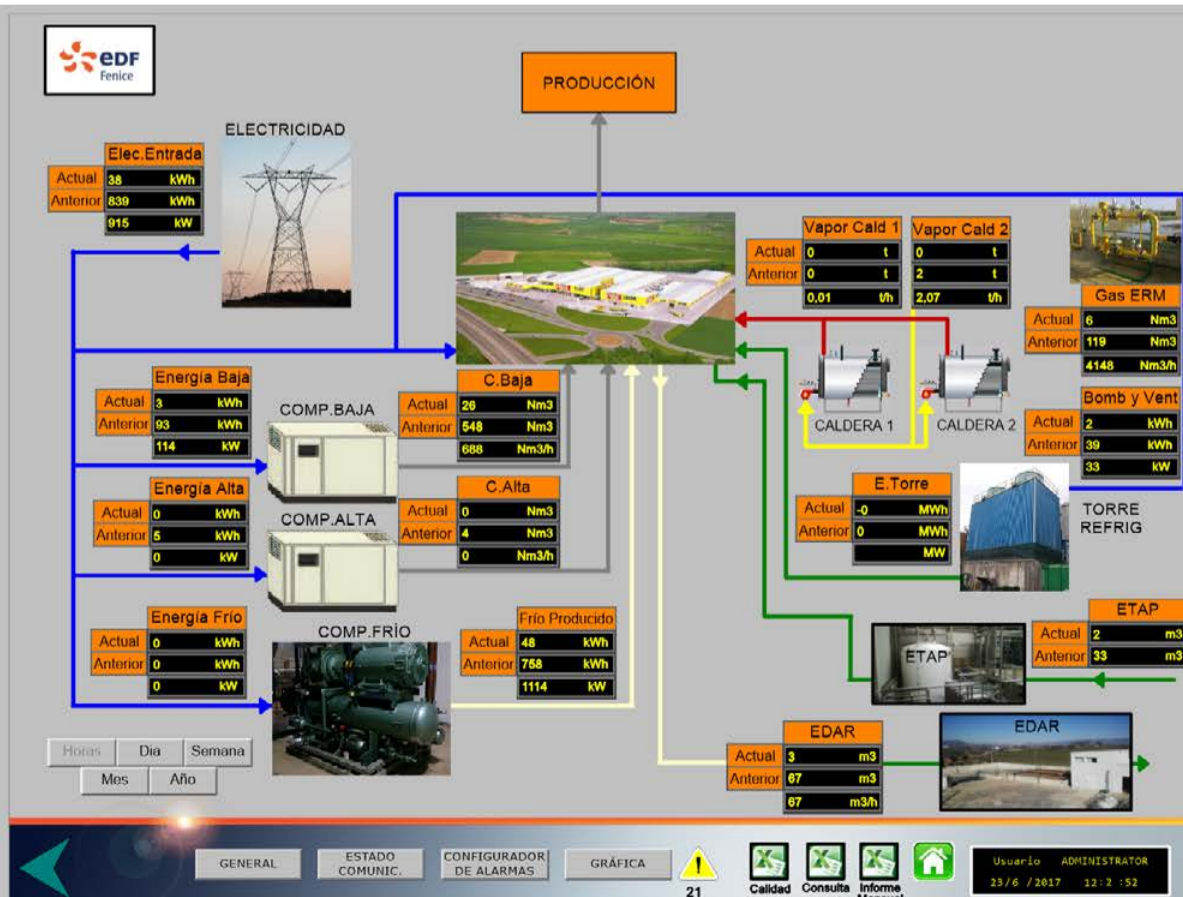 eDF
Fenice
PRODUCCIÓN
ELECTRICIDAD
Elec.Entrada
Actual 38 kWh
Anterior 839 kWh
915 kW
Vapor Cald 1
Actual 0 t
Anterior 0 t
0,01 t/h
Vapor Cald 2
0 t
2 t
2,07 t/h
Gas ERM
Actual 6 Nm3
Anterior 119 Nm3
4148 Nm3/h
CALDERA 1
CALDERA 2
Bomb y Vent
Actual 2 kWh
Anterior 39 kWh
33 kW
Energía Baja
Actual 3 kWh
Anterior 93 kWh
114 kW
COMP.BAJA
C.Baja
Actual 26 Nm3
Anterior 548 Nm3
688 Nm3/h
Energía Alta
Actual 0 kWh
Anterior 5 kWh
0 kW
COMP.ALTA
C.Alta
Actual 0 Nm3
Anterior 4 Nm3
0 Nm3/h
E.Torre
Actual -0 MWh
Anterior 0 MWh
MW
TORRE
REFRIG
Energía Frío
Actual 0 kWh
Anterior 0 kWh
0 kW
COMP.FRÌO
Frío Producido
Actual 48 kWh
Anterior 758 kWh
1114 kW
ETAP
ETAP
Actual 2 m3
Anterior 33 m3
EDAR
Actual 3 m3
Anterior 67 m3
67 m3/h
EDAR
Horas Dia Semana
Mes Año
GENERAL
ESTADO
COMUNIC.
CONFIGURADOR
DE ALARMAS
GRÁFICA
21
Calidad
Consulta
Informe
Mensual
Usuario ADMINISTRATOR
23/6 /2017 12:2 :52